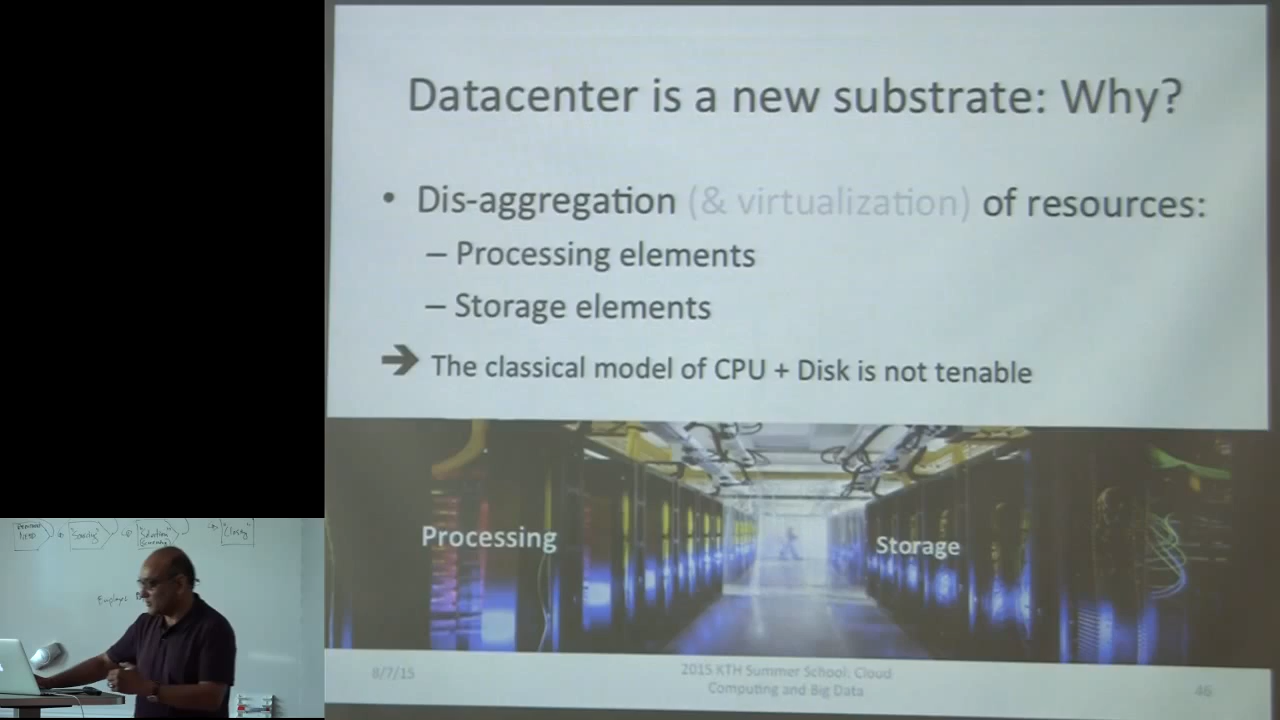 Datacenter is a new substrate: Why?
• Dis-aggregation (& virtualization) of resources:
– Processing elements
– Storage elements
➔ The classical model of CPU + Disk is not tenable
Processing
Storage
8/7/15
2015 KTH Summer School: Cloud
Computing and Big Data
46
"Closing"
Employee